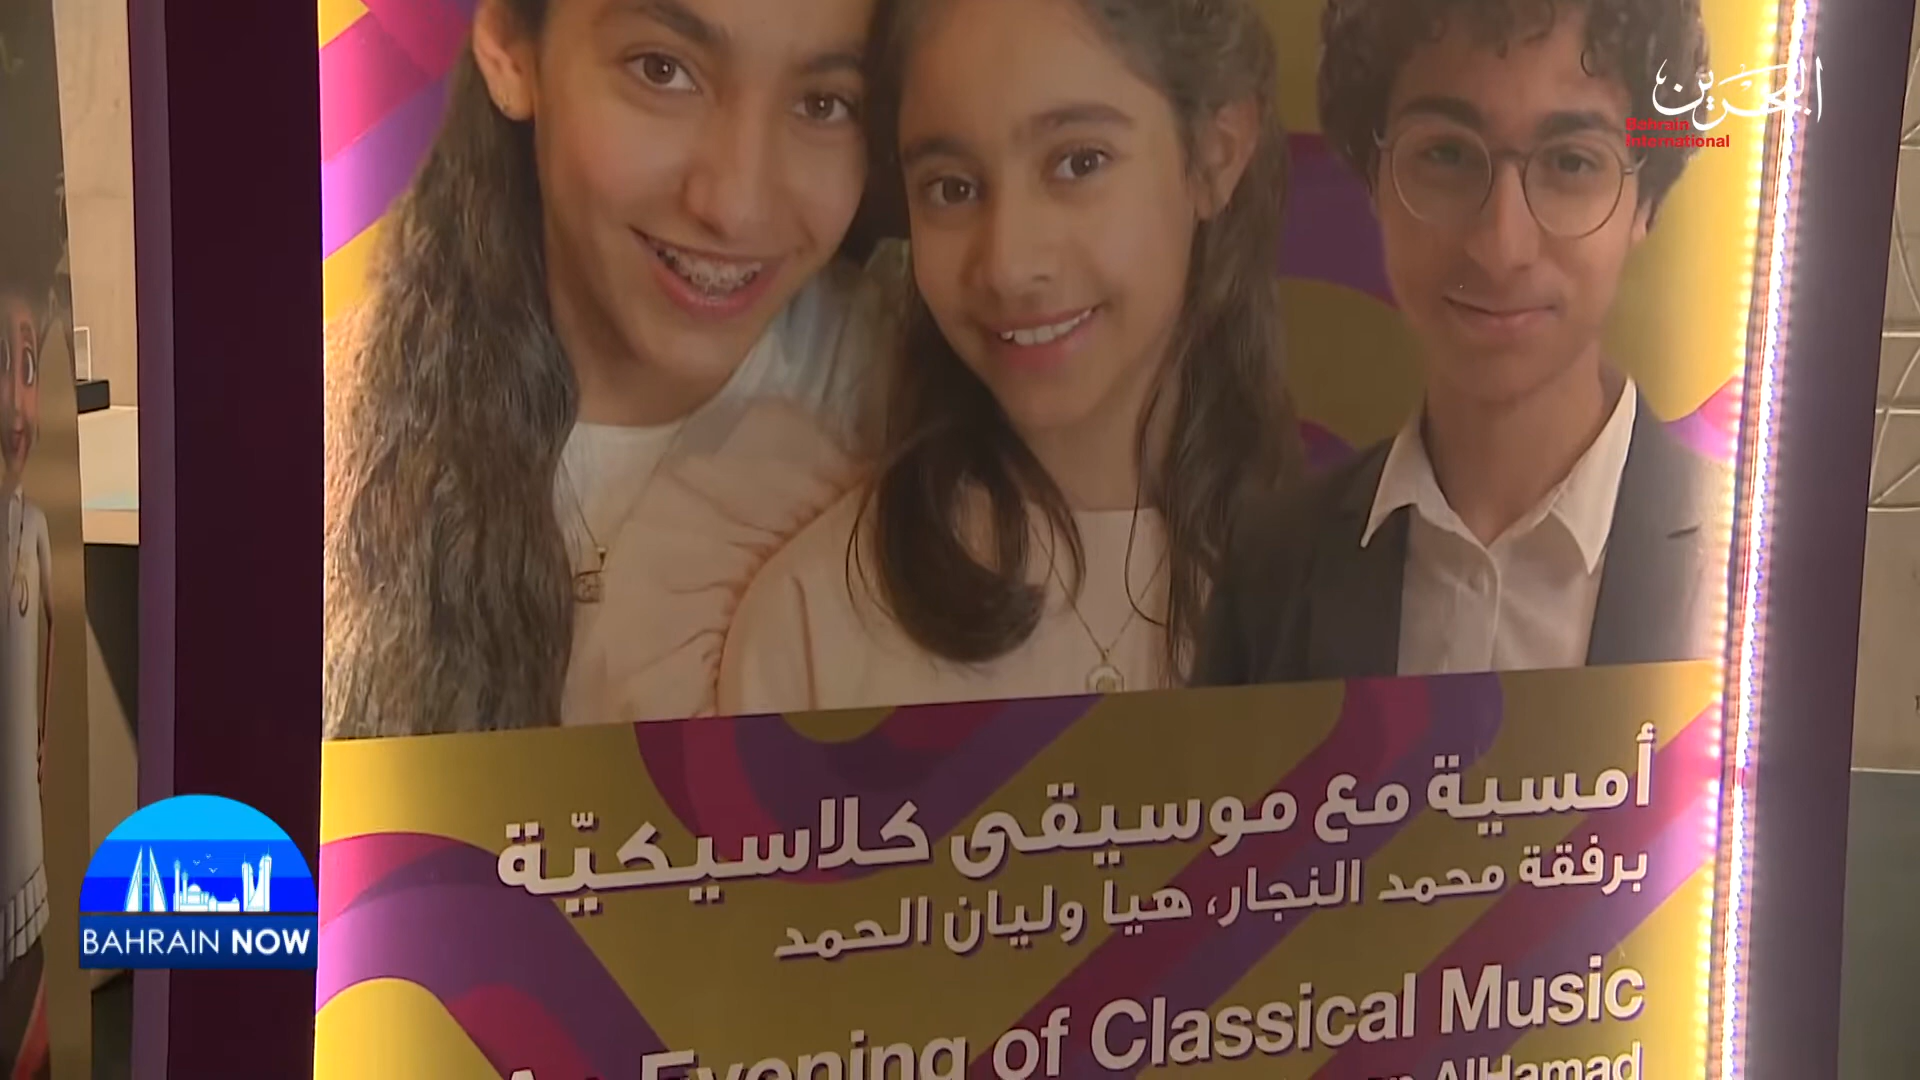 البحرين
Bahrain
International
أمسية مع موسيقى كلاسيكيّة
برفقة محمد النجار، هيا وليان الحمد
An Evening of Classical Music
AlHamad
BAHRAIN NOW